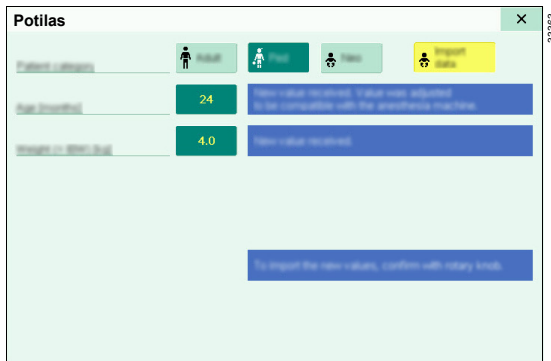 Potilas
Adult
Ped
Neo
Import
data
Patient category
Age [months]
24
New value received. Value was adjusted
to be compatible with the anesthesia machine.
Weight (= IBW) [kg]
4.0
New value received.
To import the new values, confirm with rotary knob.